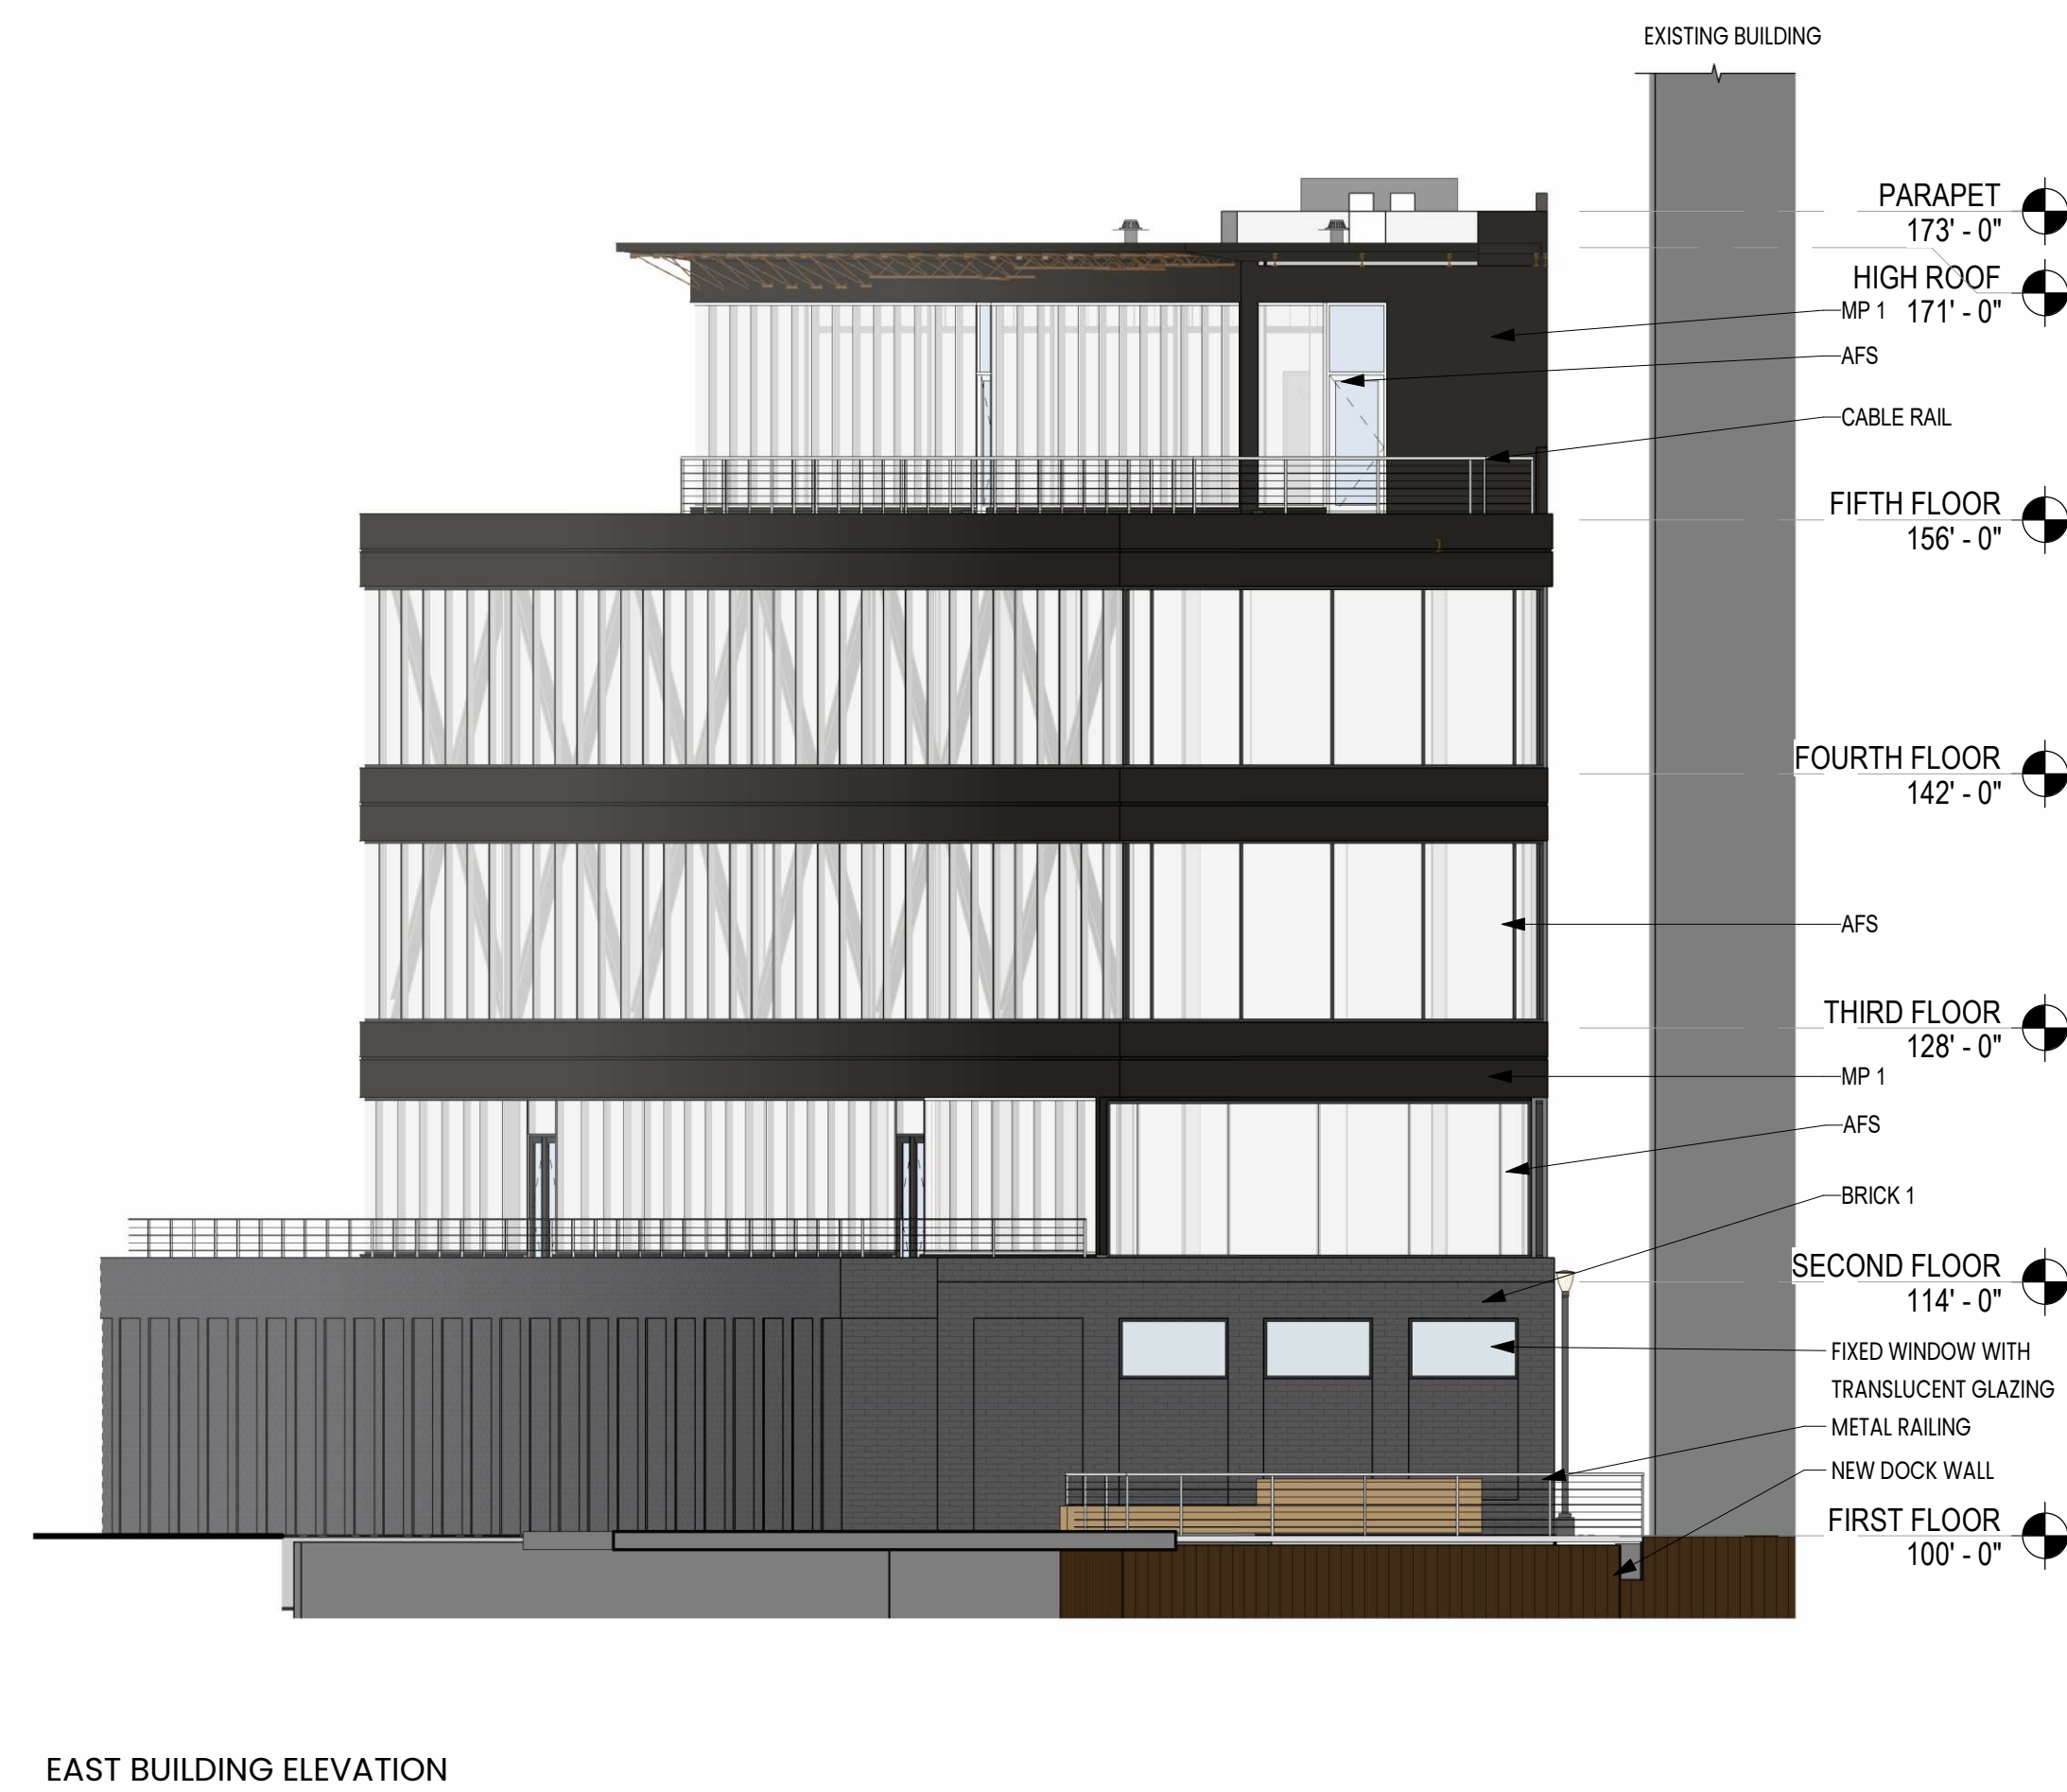 EXISTING BUILDING
PARAPET
173' - 0"
HIGH ROOF
171' - 0"
MP 1
AFS
CABLE RAIL
FIFTH FLOOR
156' - 0"
FOURTH FLOOR
142' - 0"
AFS
THIRD FLOOR
128' - 0"
MP 1
AFS
BRICK 1
SECOND FLOOR
114' - 0"
FIXED WINDOW WITH
TRANSLUCENT GLAZING
METAL RAILING
NEW DOCK WALL
FIRST FLOOR
100' - 0"
EAST BUILDING ELEVATION